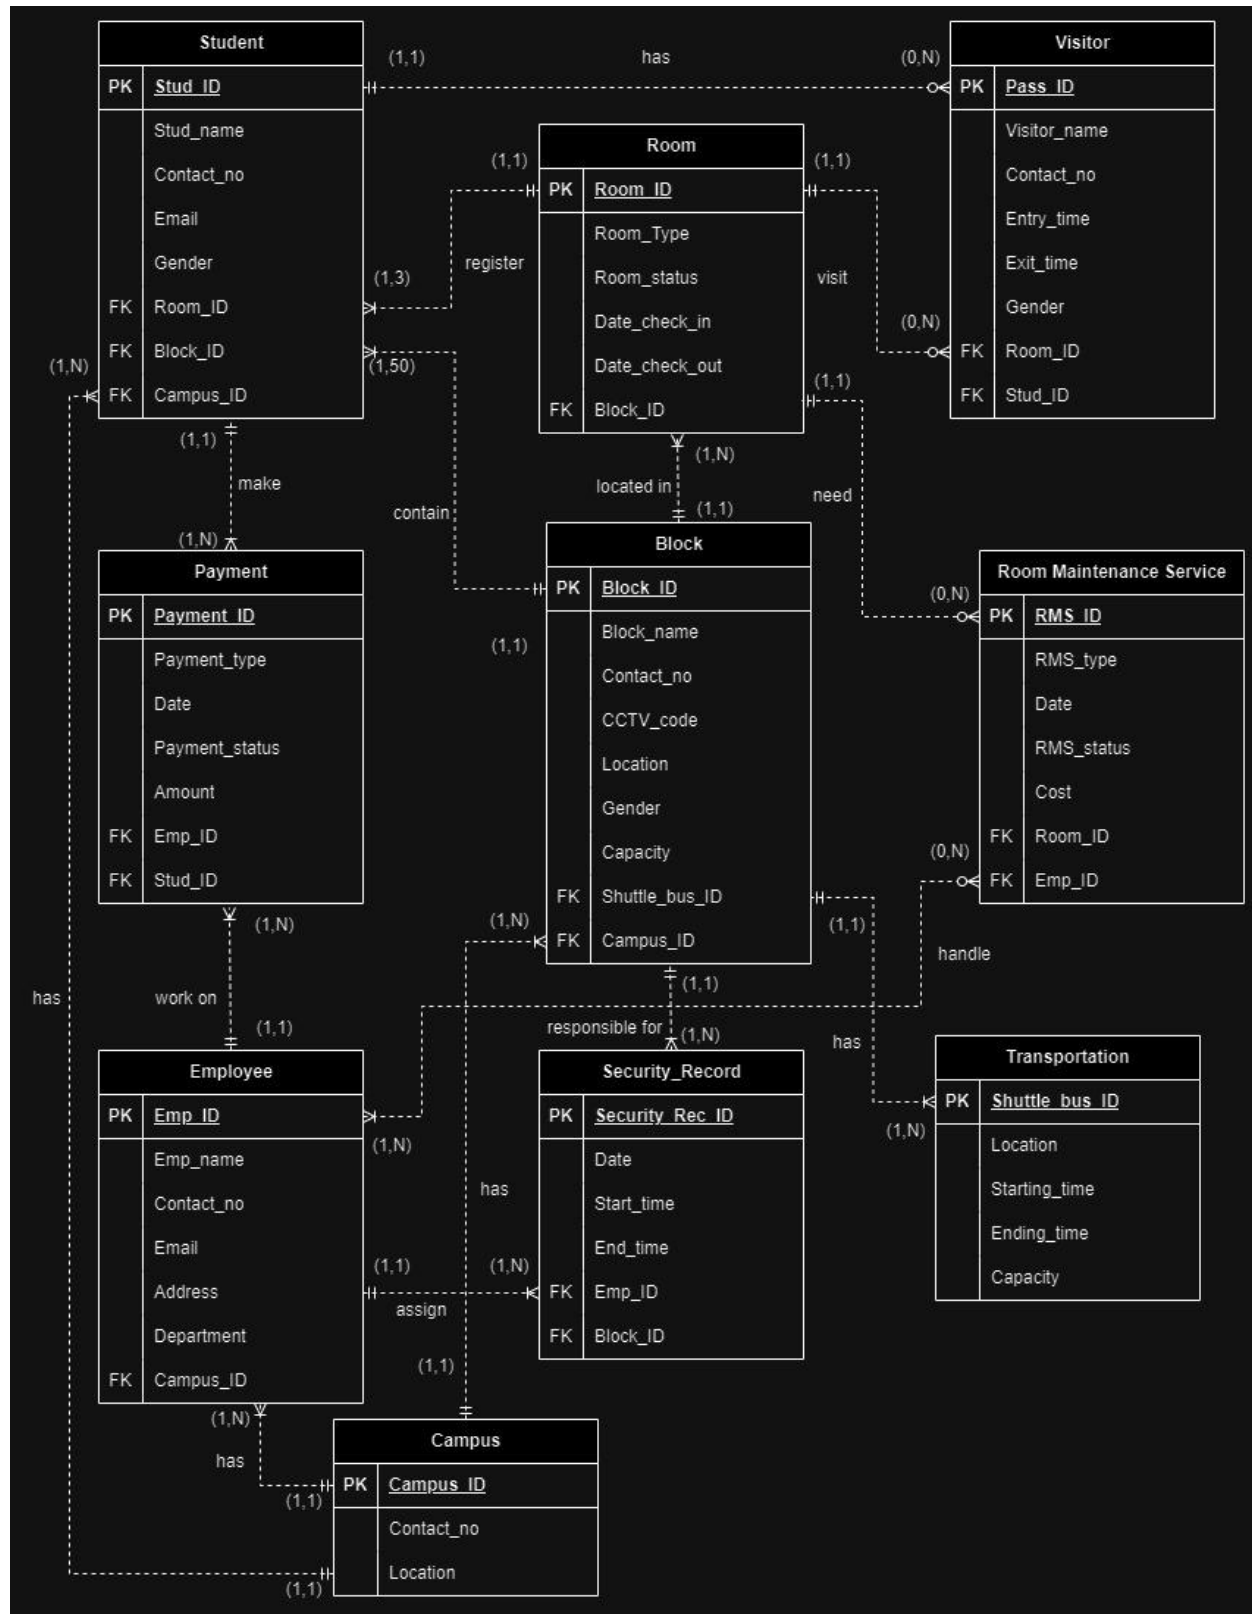 Student
PK Stud_ID
Stud_name
Contact_no
Email
Gender
FK Room_ID
FK Block_ID
FK Campus_ID
(1,1) has (0,N)
Visitor
PK Pass_ID
Visitor_name
Contact_no
Entry_time
Exit_time
Gender
FK Room_ID
FK Stud_ID
Room
PK Room_ID
Room_Type
Room_status
Date_check_in
Date_check_out
FK Block_ID
(1,1)
register
(1,3)
(1,1)
visit
(0,N)
(1,50)
contain
(1,1)
(1,N)
(1,1)
make
(1,N)
(1,N)
located in
(1,1)
(1,1)
need
(0,N)
Payment
PK Payment_ID
Payment_type
Date
Payment_status
Amount
FK Emp_ID
FK Stud_ID
Block
PK Block_ID
Block_name
Contact_no
CCTV_code
Location
Gender
Capacity
FK Shuttle_bus_ID
FK Campus_ID
Room Maintenance Service
PK RMS_ID
RMS_type
Date
RMS_status
Cost
FK Room_ID
FK Emp_ID
(0,N)
handle
(1,N)
(1,N)
work on
(1,1)
has
(1,N)
(1,1)
responsible for
(1,N)
(1,1)
has
(1,N)
Employee
PK Emp_ID
Emp_name
Contact_no
Email
Address
Department
FK Campus_ID
Security_Record
PK Security_Rec_ID
Date
Start_time
End_time
FK Emp_ID
FK Block_ID
Transportation
PK Shuttle_bus_ID
Location
Starting_time
Ending_time
Capacity
has
(1,1)
assign
(1,N)
(1,1)
(1,N)
has
(1,1)
Campus
PK Campus_ID
Contact_no
Location
(1,1)